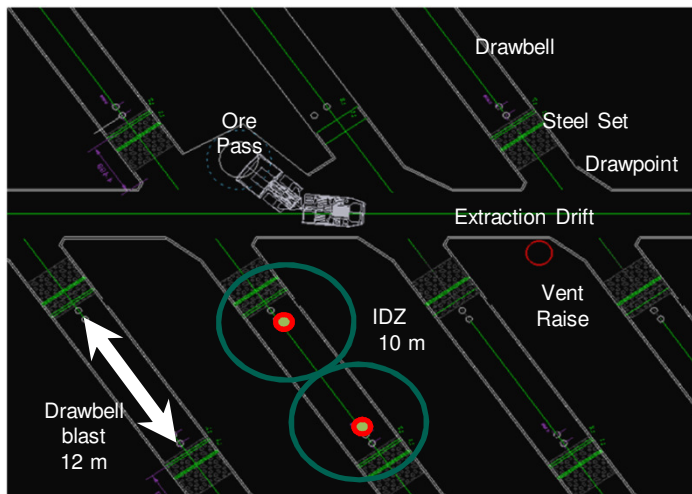 Drawbell
Ore
Pass
Steel Set
Drawpoint
Extraction Drift
IDZ
10 m
Vent
Raise
Drawbell
blast
12 m